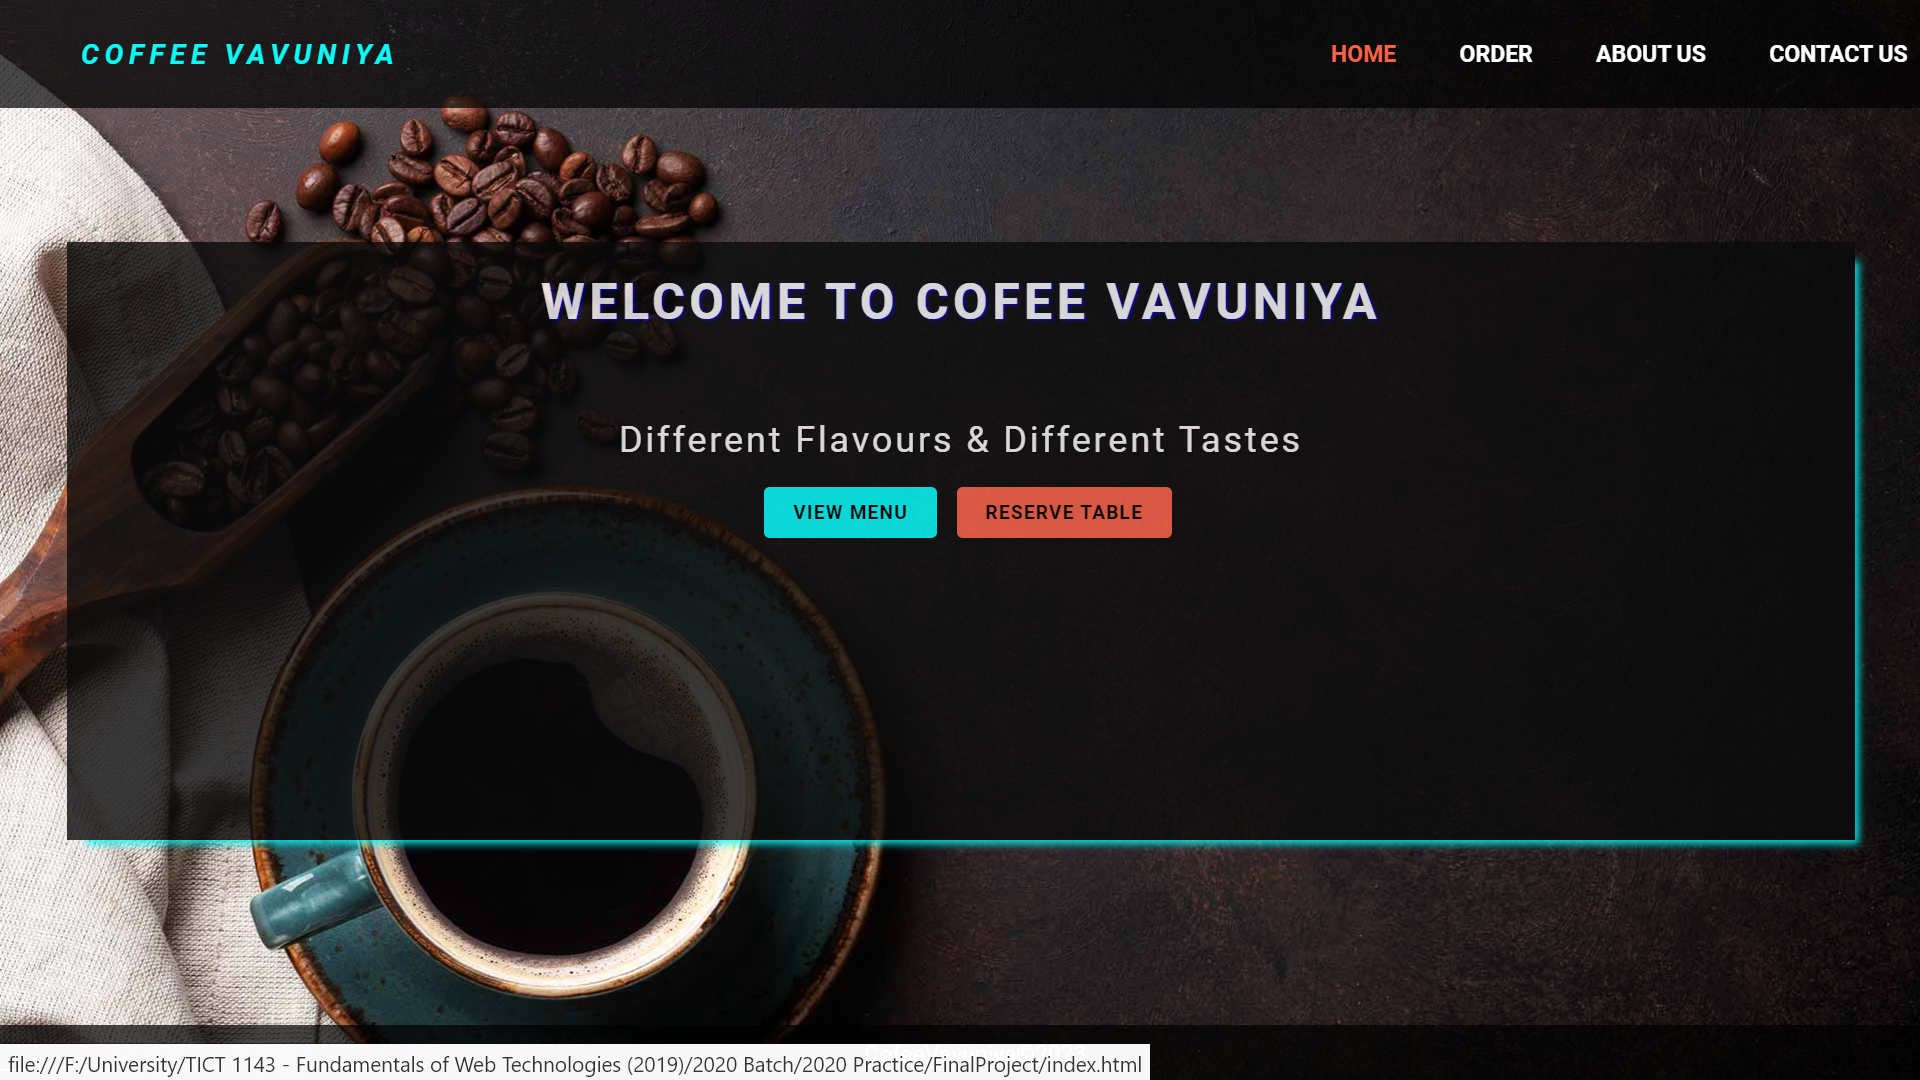 COFFEE VAVUNIYA
HOME ORDER ABOUT US CONTACT US
WELCOME TO COFEE VAVUNIYA
Different Flavours & Different Tastes
VIEW MENU RESERVE TABLE
file:///F:/University/TICT 1143 - Fundamentals of Web Technologies (2019)/2020 Batch/2020 Practice/FinalProject/index.html